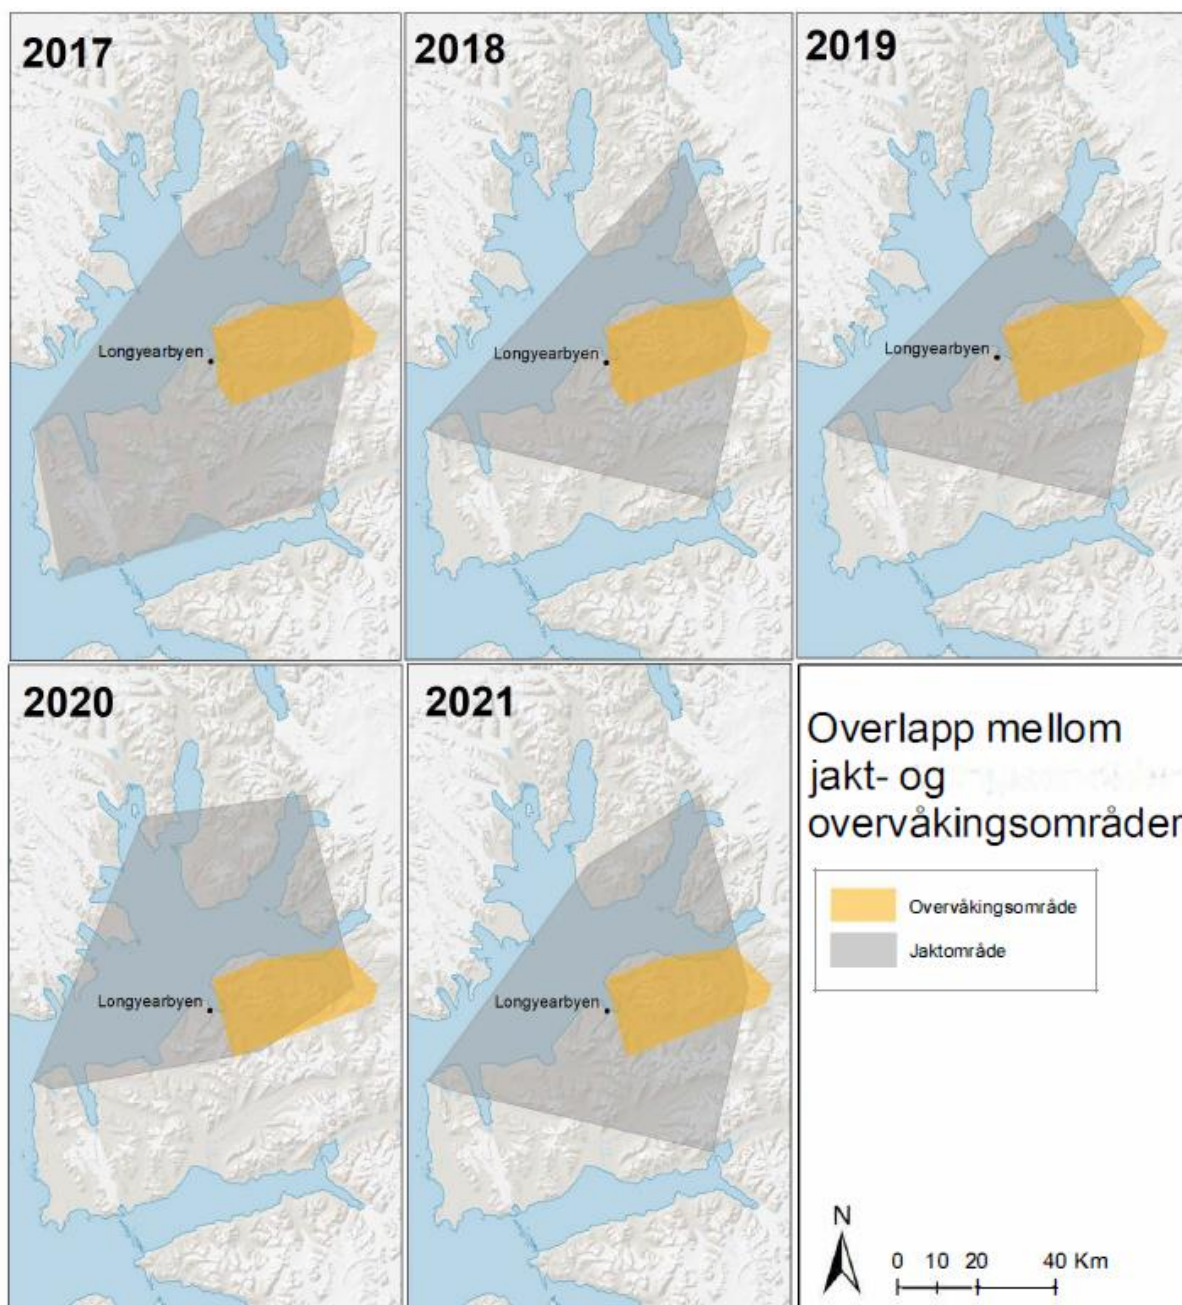 2017
2018
2019
Longyearbyen
Longyearbyen
Longyearbyen
2020
2021
Longyearbyen
Longyearbyen
Overlapp mellom
jakt- og
overvåkingsområder
Overvåkingsområde
Jaktområde
N
0 10 20 40 Km